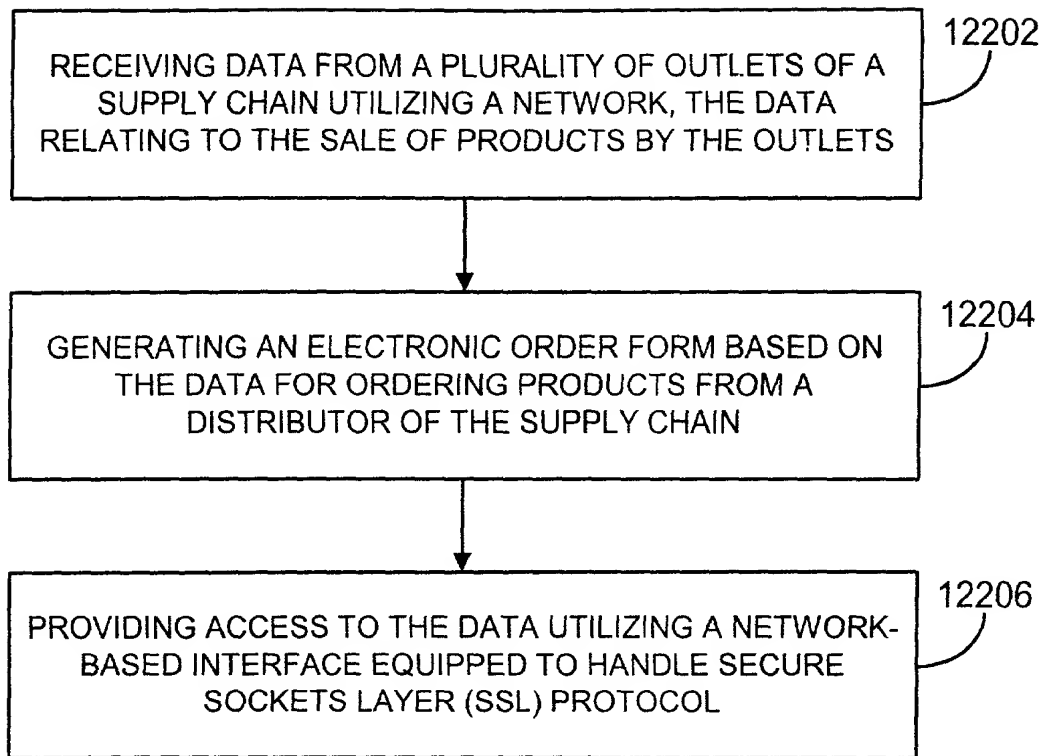 12202
RECEIVING DATA FROM A PLURALITY OF OUTLETS OF A
SUPPLY CHAIN UTILIZING A NETWORK, THE DATA
RELATING TO THE SALE OF PRODUCTS BY THE OUTLETS
12204
GENERATING AN ELECTRONIC ORDER FORM BASED ON
THE DATA FOR ORDERING PRODUCTS FROM A
DISTRIBUTOR OF THE SUPPLY CHAIN
12206
PROVIDING ACCESS TO THE DATA UTILIZING A NETWORK-
BASED INTERFACE EQUIPPED TO HANDLE SECURE
SOCKETS LAYER (SSL) PROTOCOL